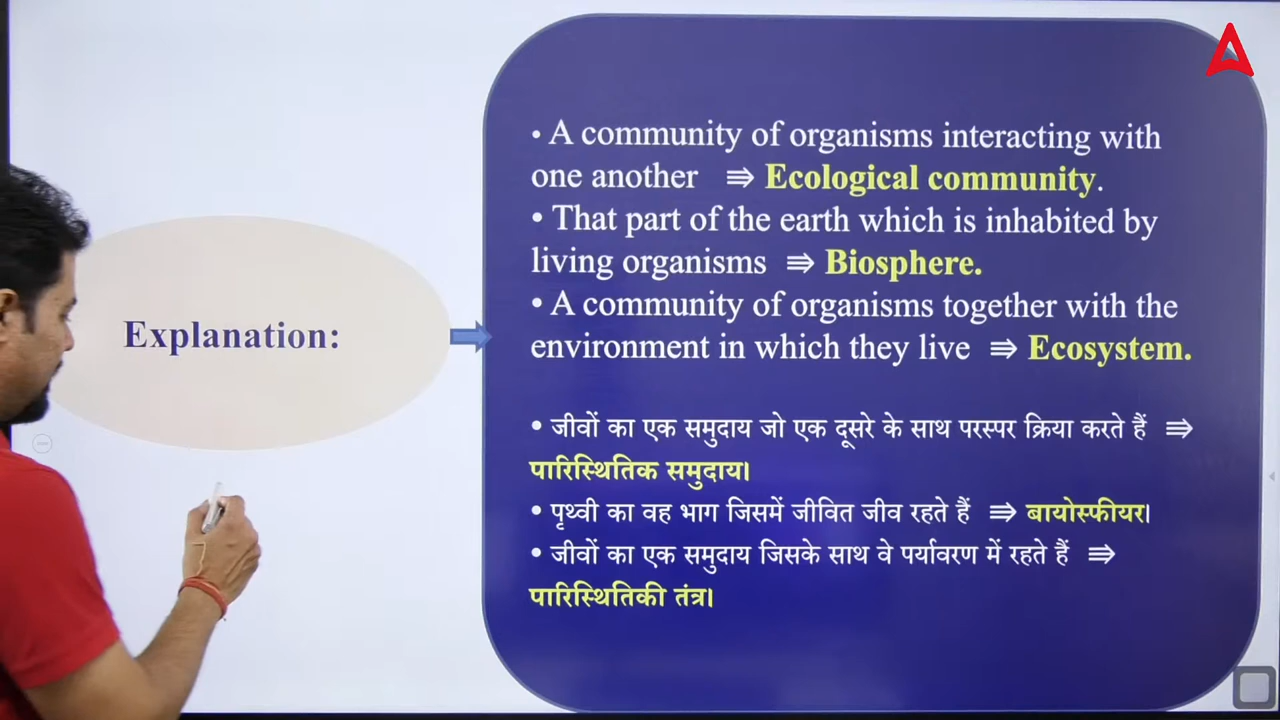 Explanation:
• A community of organisms interacting with
one another ⇛ Ecological community.
• That part of the earth which is inhabited by
living organisms ⇛ Biosphere.
• A community of organisms together with the
environment in which they live ⇛ Ecosystem.
• जीवों का एक समुदाय जो एक दूसरे के साथ परस्पर क्रिया करते हैं ⇛
पारिस्थितिक समुदाय।
• पृथ्वी का वह भाग जिसमें जीवित जीव रहते हैं ⇛ बायोस्फीयर।
• जीवों का एक समुदाय जिसके साथ वे पर्यावरण में रहते हैं ⇛
पारिस्थितिकी तंत्र।